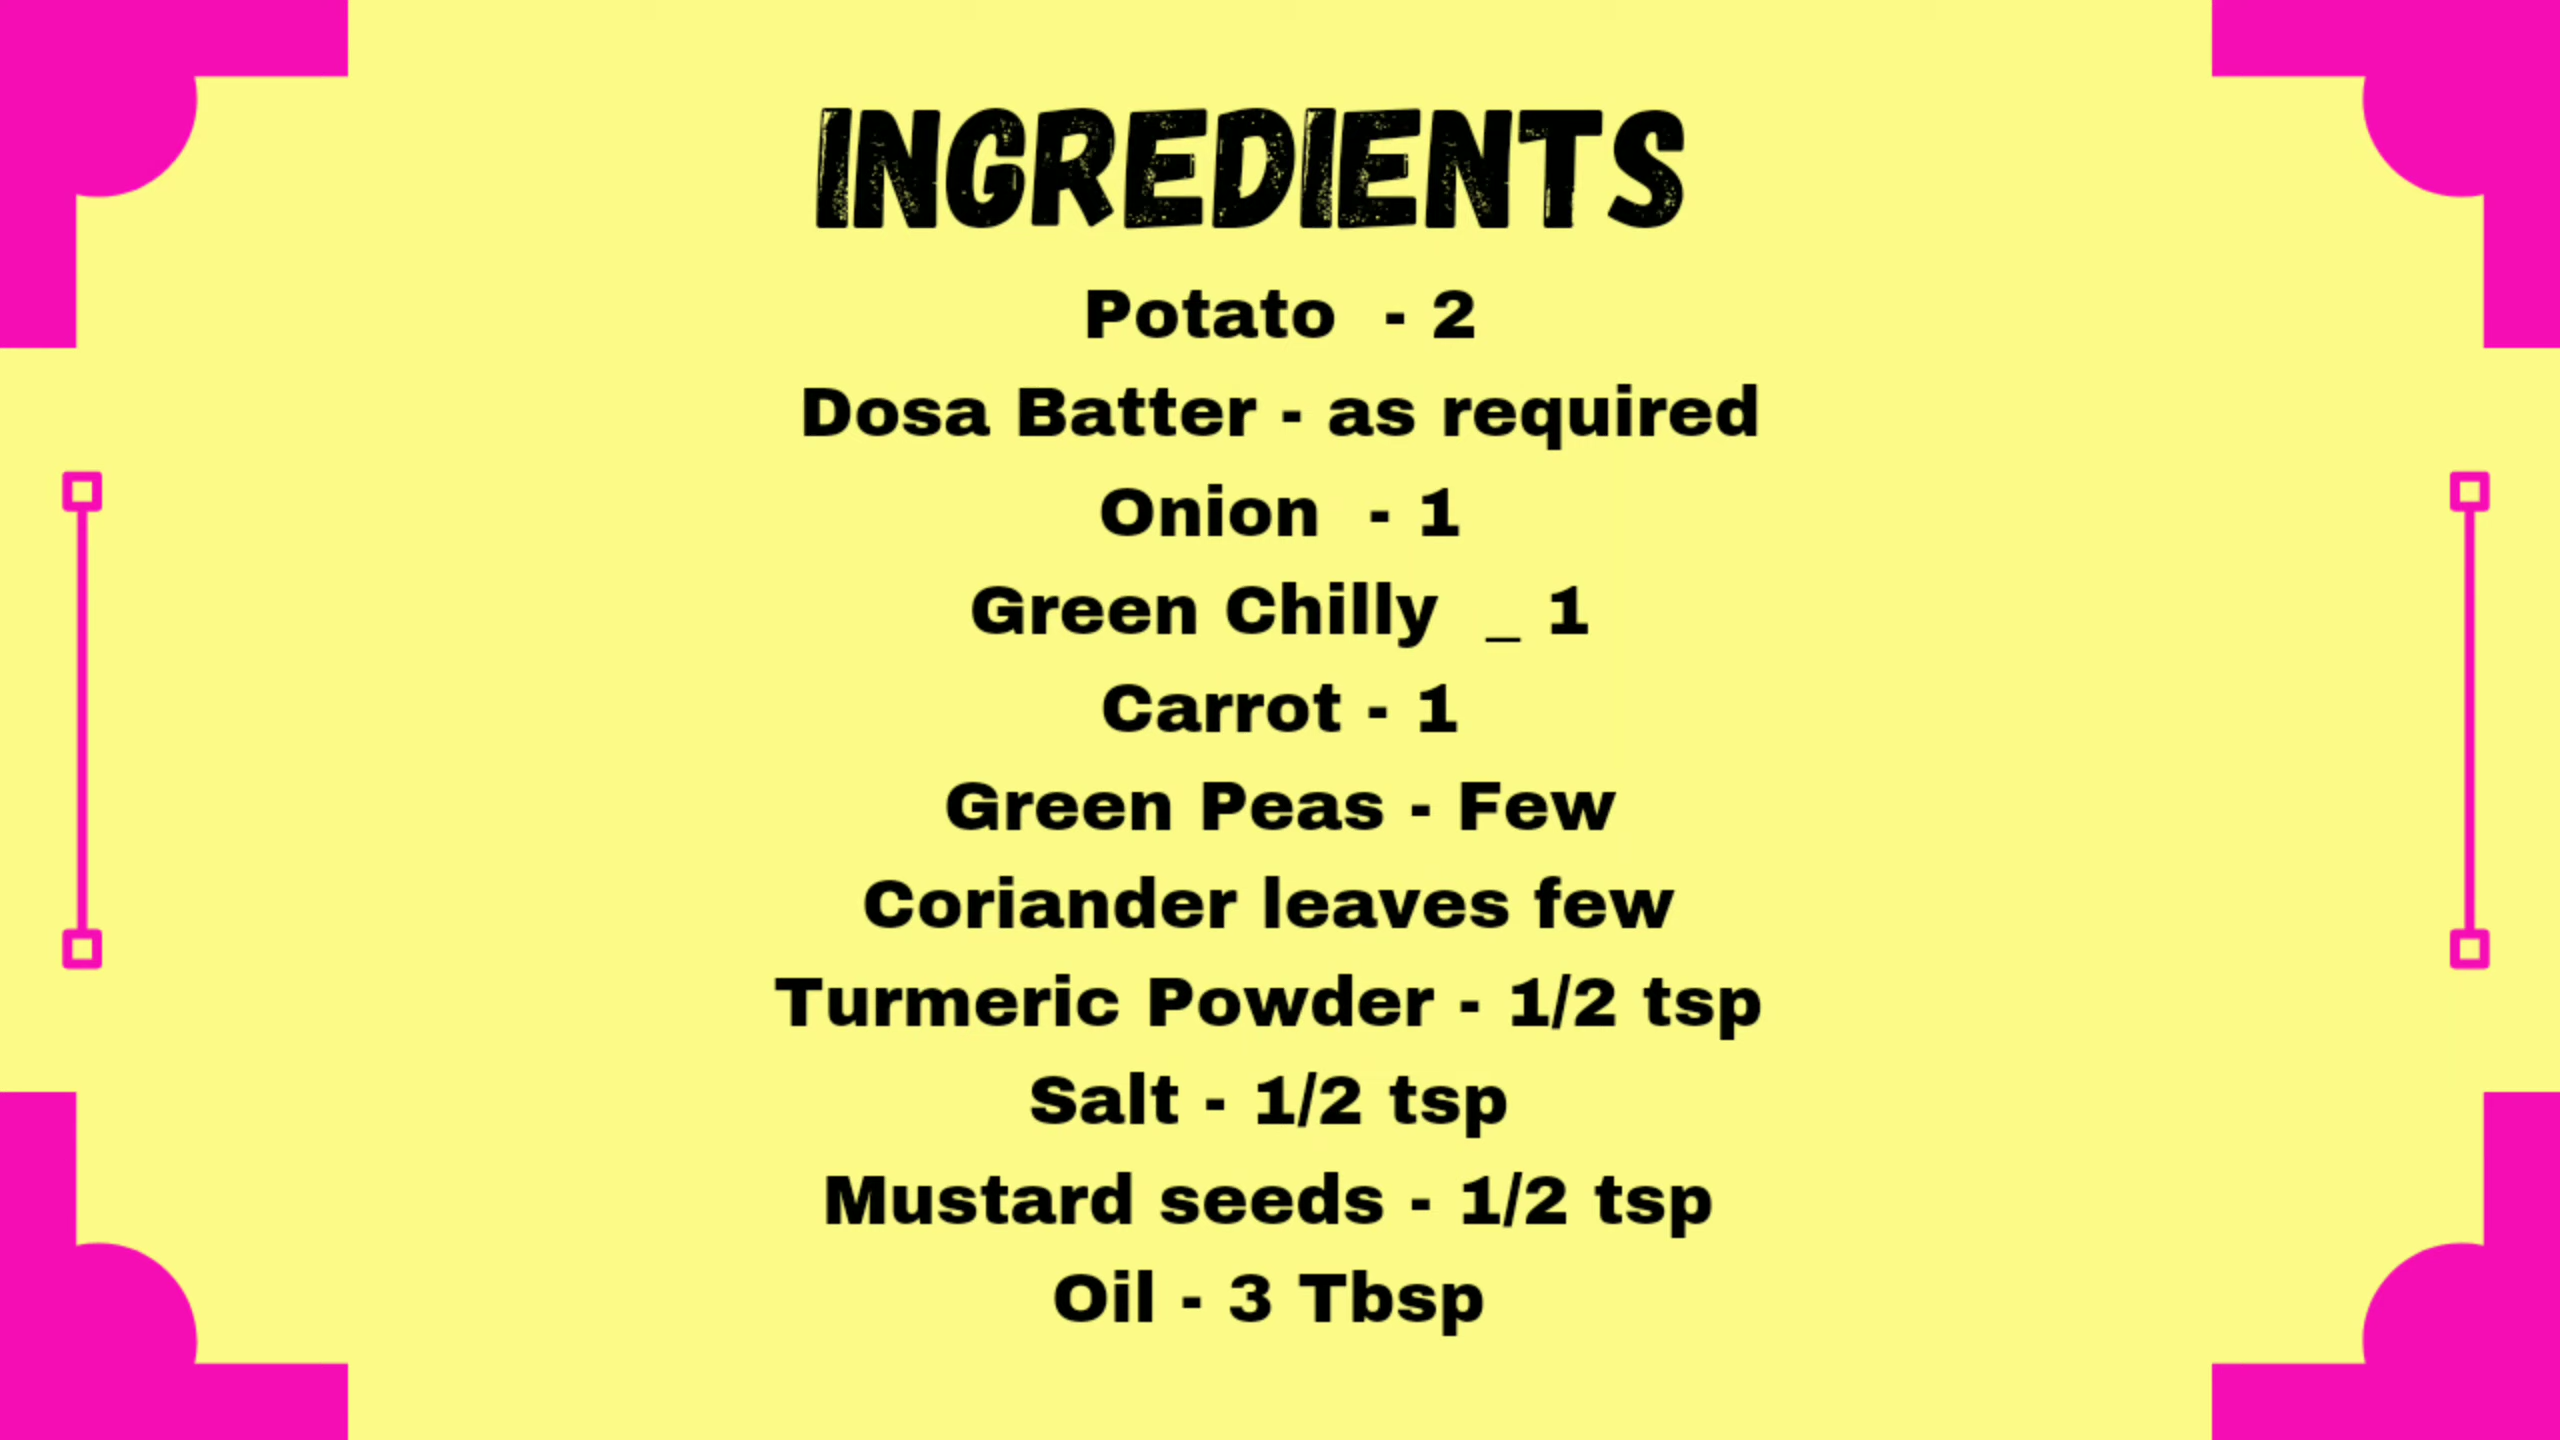 INGREDIENTS
Potato - 2
Dosa Batter - as required
Onion - 1
Green Chilly _ 1
Carrot - 1
Green Peas - Few
Coriander leaves few
Turmeric Powder - 1/2 tsp
Salt - 1/2 tsp
Mustard seeds - 1/2 tsp
Oil - 3 Tbsp